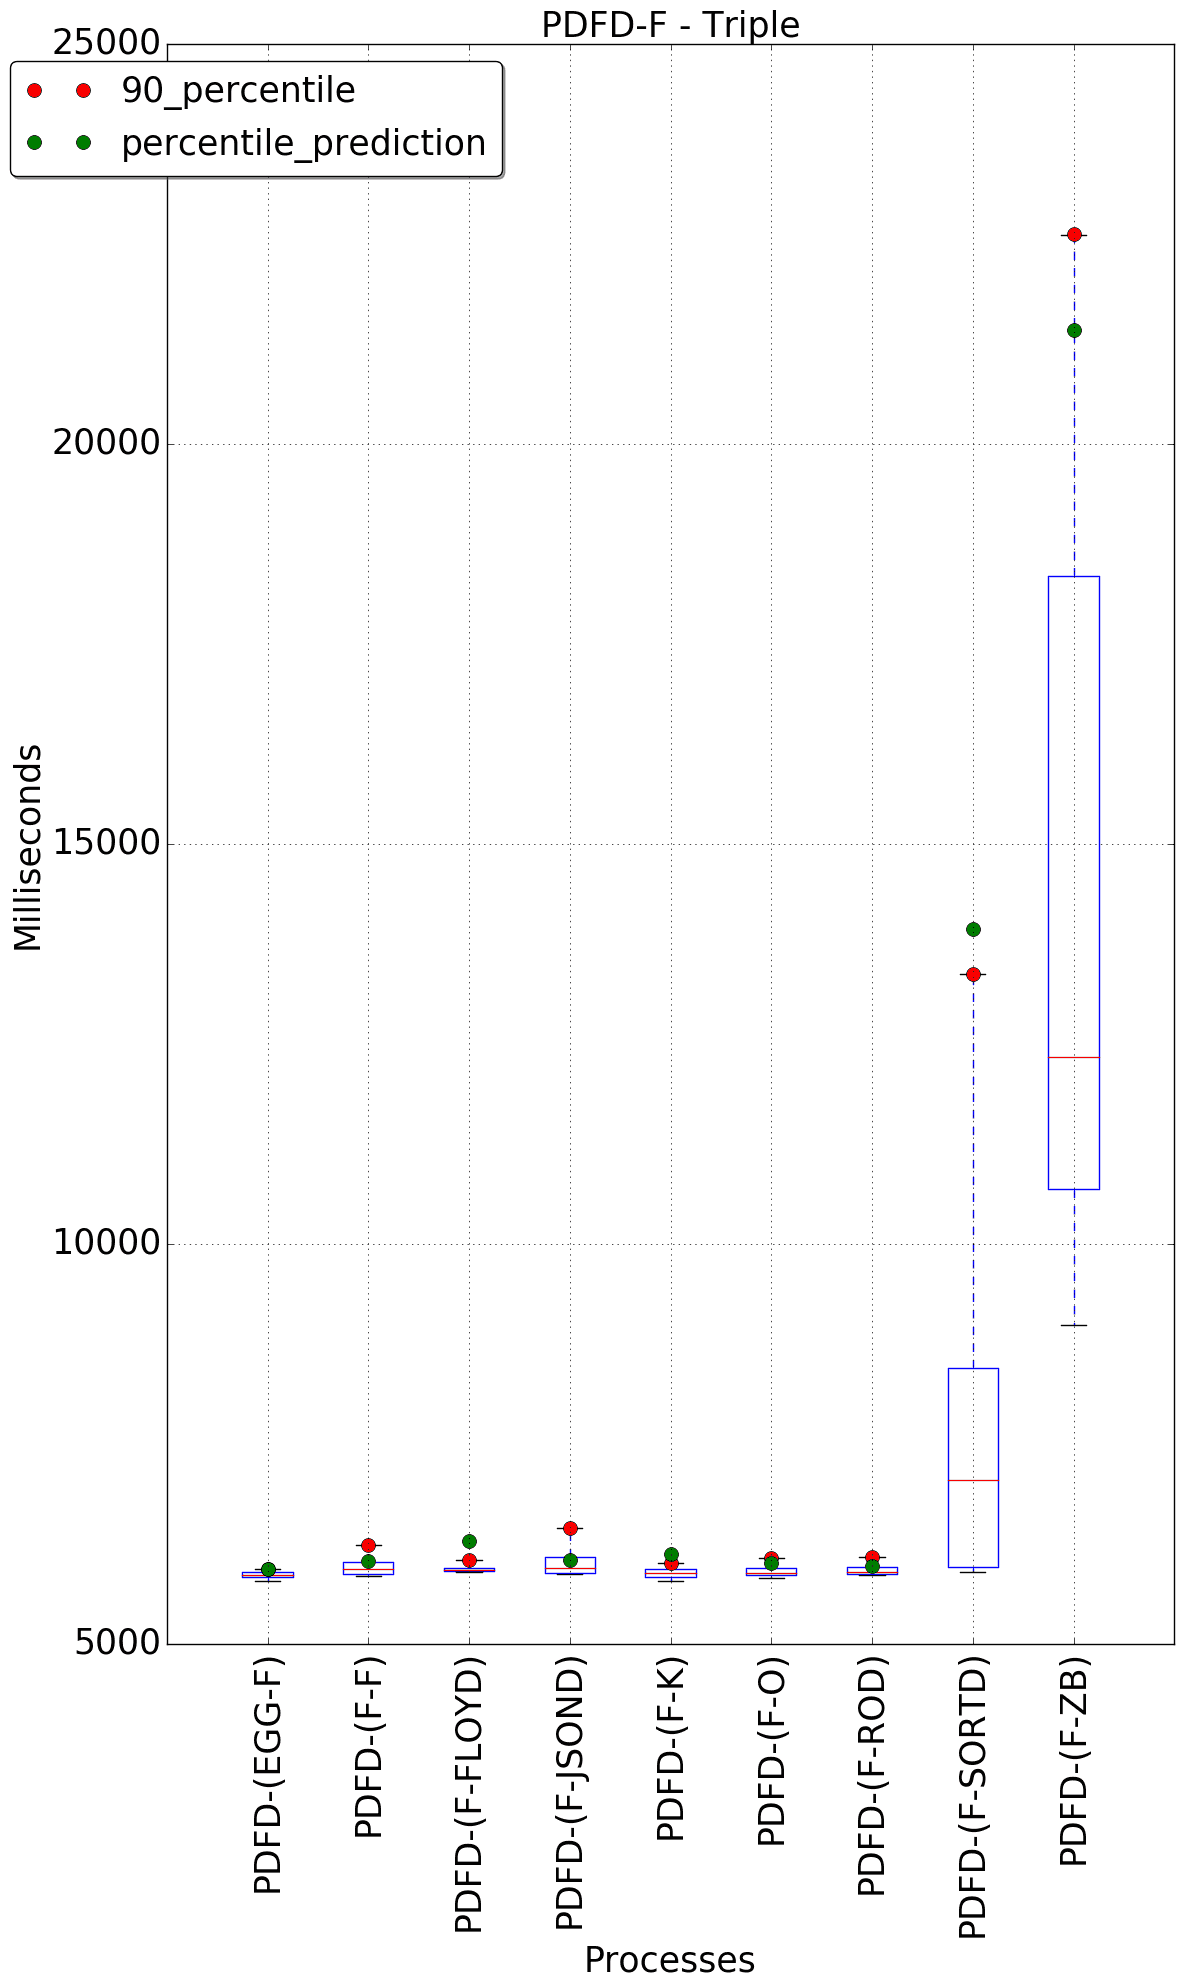 PDFD-F - Triple
90_percentile
percentile_prediction
25000
20000
15000
10000
5000
Milliseconds
PDFD-(EGG-F)
PDFD-(F-F)
PDFD-(F-FLOYD)
PDFD-(F-JSOND)
PDFD-(F-K)
PDFD-(F-O)
PDFD-(F-ROD)
PDFD-(F-SORTD)
PDFD-(F-ZB)
Processes